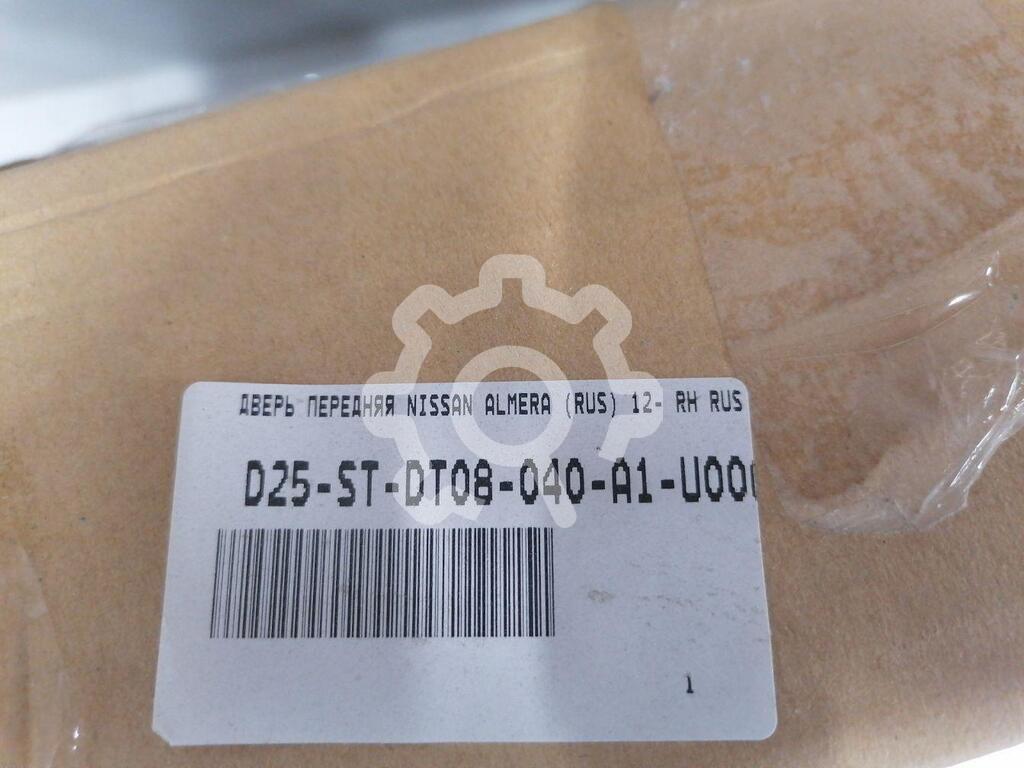 ДВЕРЬ ПЕРЕДНЯЯ NISSAN ALMERA (RUS) 12- RH RUS
D25-ST-DT08-040-A1-U00
1